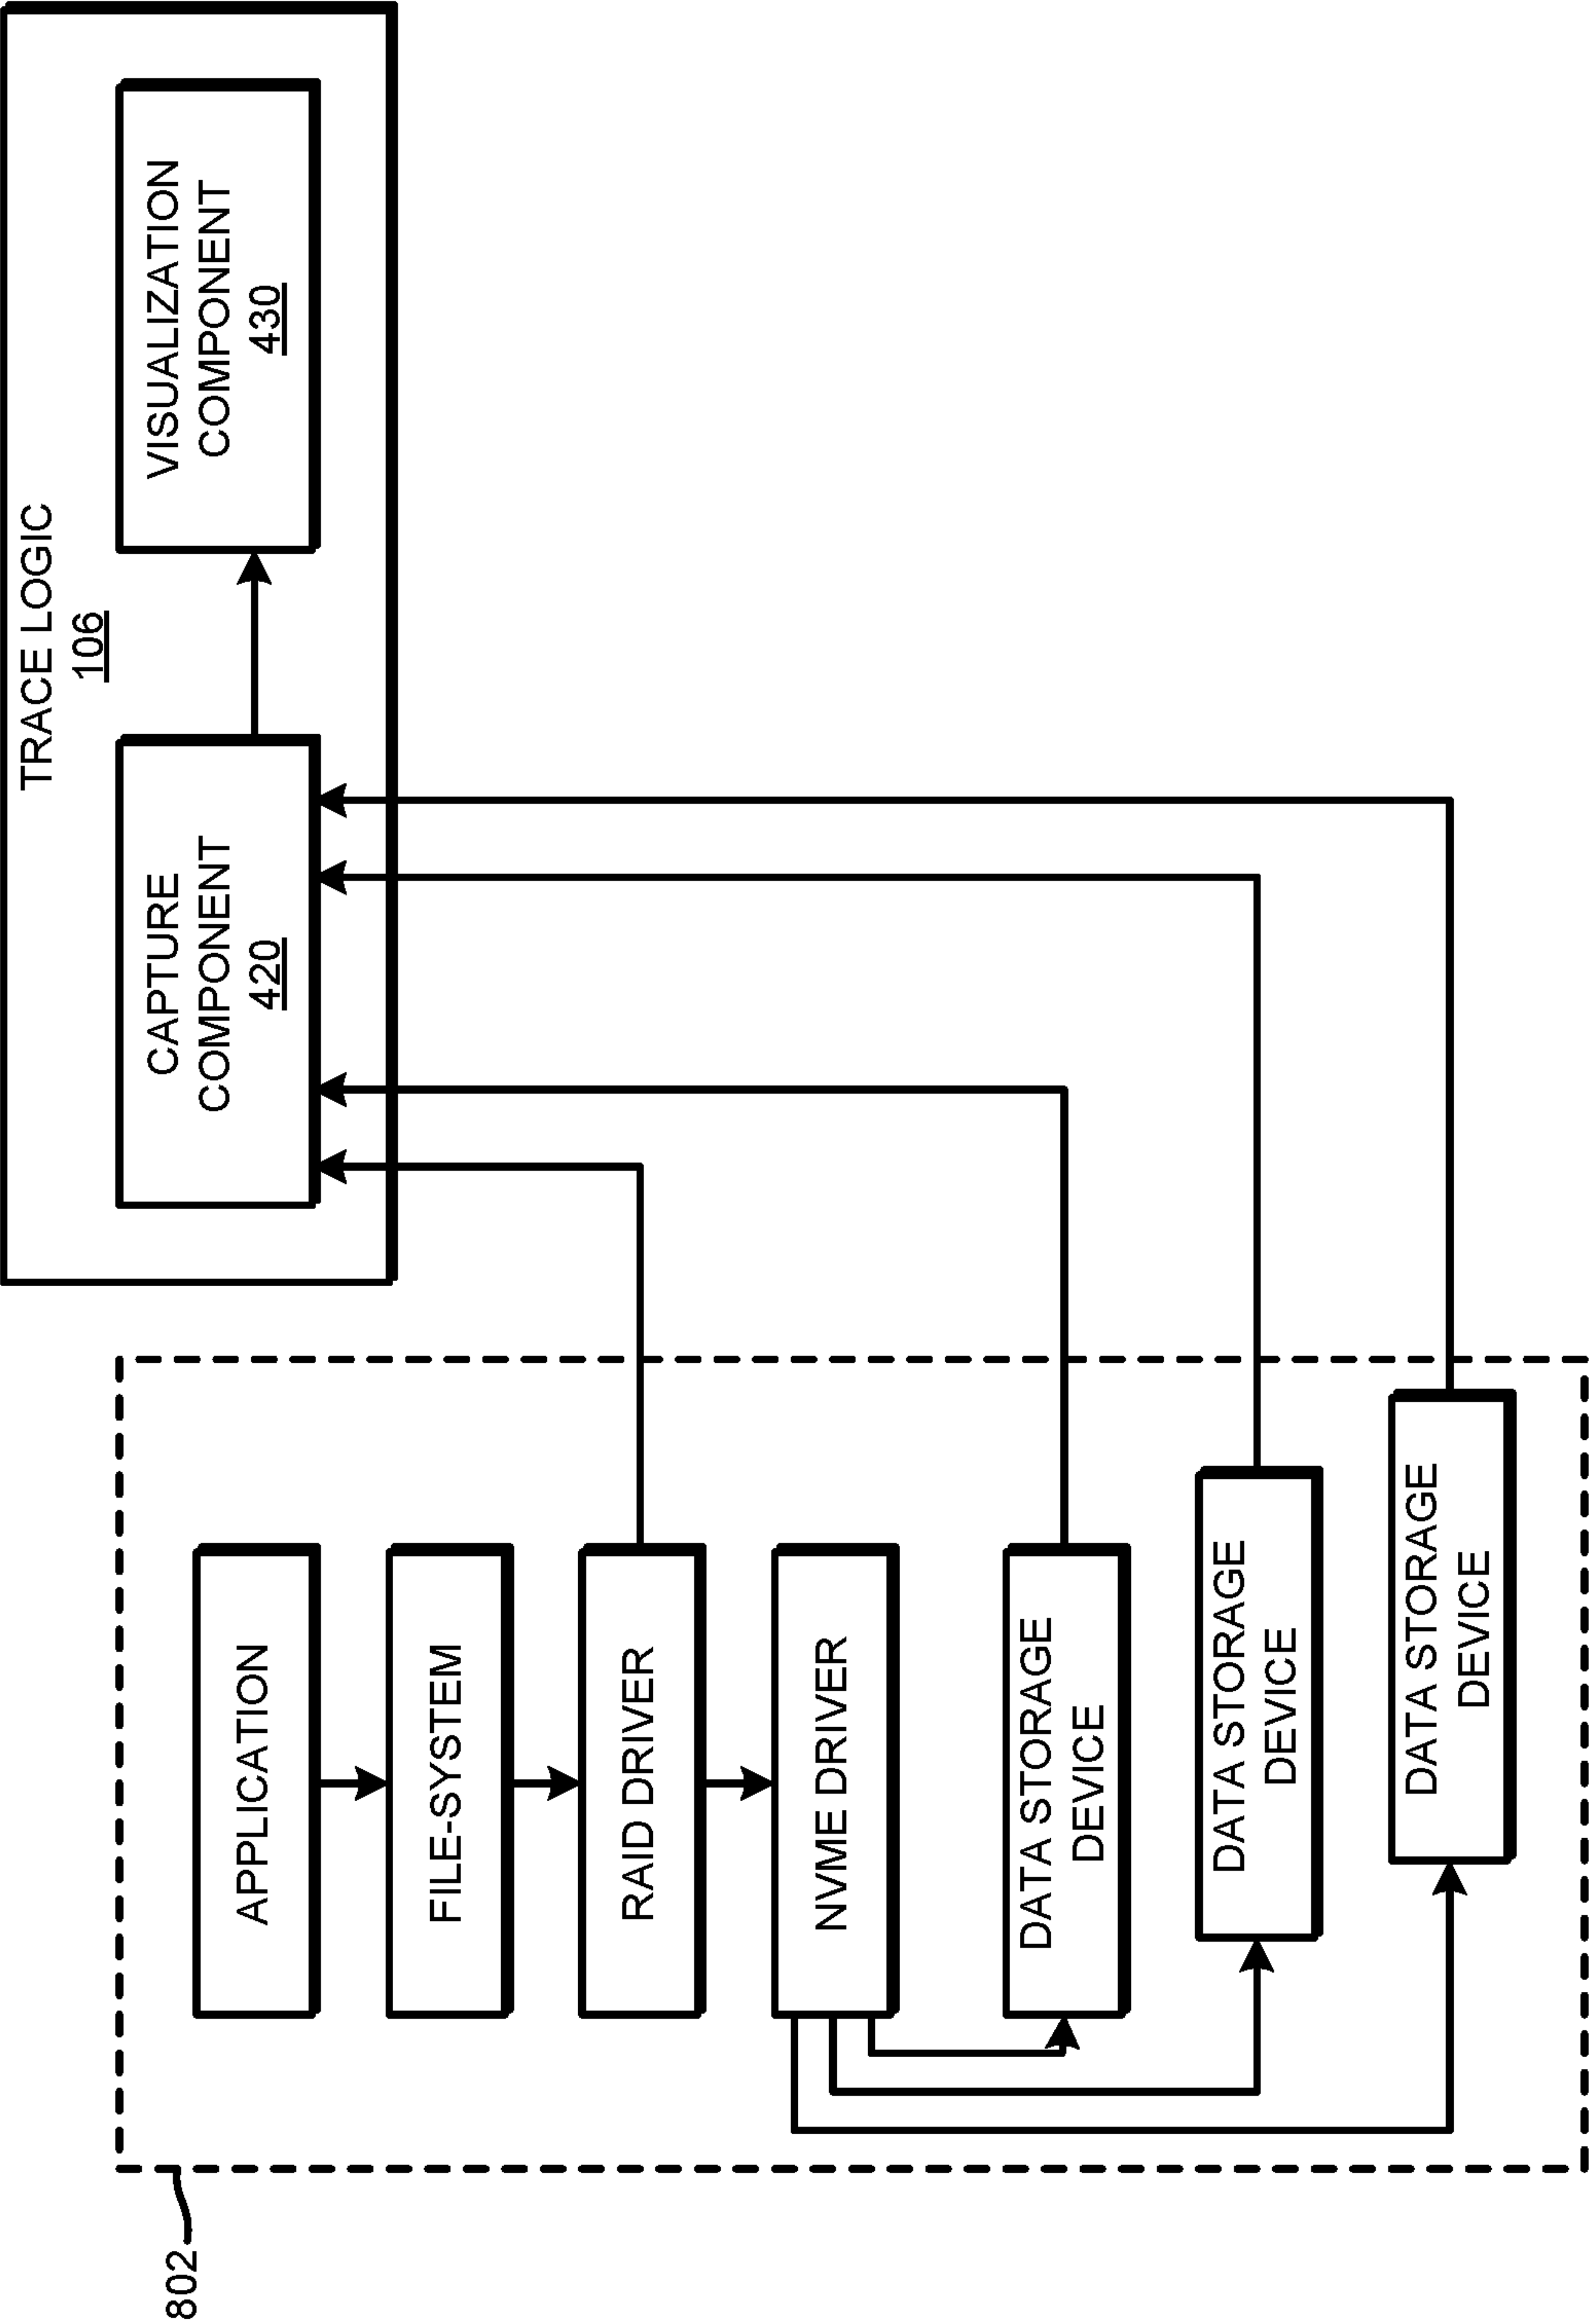 TRACE LOGIC
106
CAPTURE
COMPONENT
420
VISUALIZATION
COMPONENT
430
802
APPLICATION
FILE-SYSTEM
RAID DRIVER
NVME DRIVER
DATA STORAGE
DEVICE
DATA STORAGE
DEVICE
DATA STORAGE
DEVICE